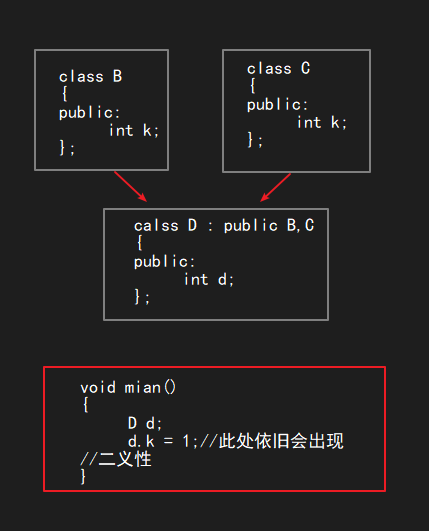 class B
{
public:
int k;
};
class C
{
public:
int k;
};
calss D : public B,C
{
public:
int d;
};
void mian()
{
D d;
d.k = 1;//此处依旧会出现
//二义性
}